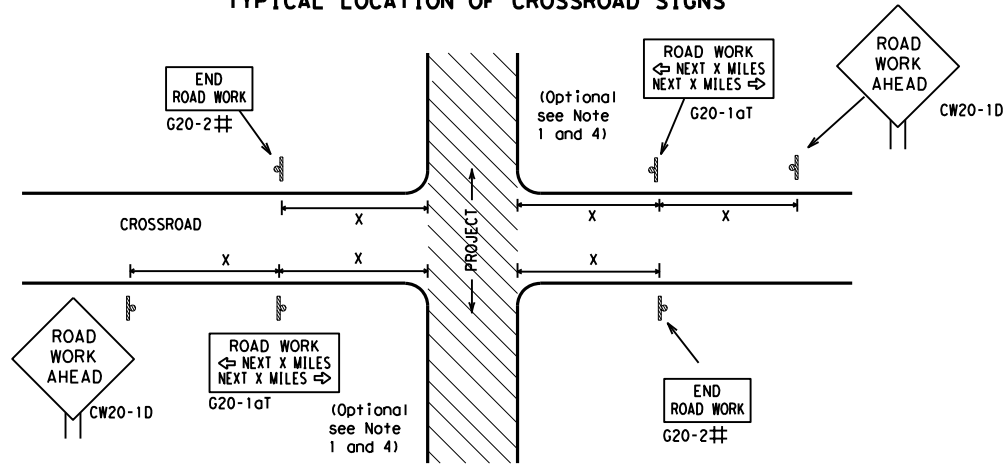 TYPICAL LOCATION OF CROSSROAD SIGNS
END
ROAD WORK
G20-2#
ROAD WORK
⇦ NEXT X MILES
NEXT X MILES ⇨
G20-1aT
(Optional
see Note
1 and 4)
ROAD
WORK
AHEAD
CW20-1D
X
X
X
CROSSROAD
PROJECT
X
X
X
ROAD
WORK
AHEAD
CW20-1D
ROAD WORK
⇦ NEXT X MILES
NEXT X MILES ⇨
G20-1aT
(Optional
see Note
1 and 4)
END
ROAD WORK
G20-2#